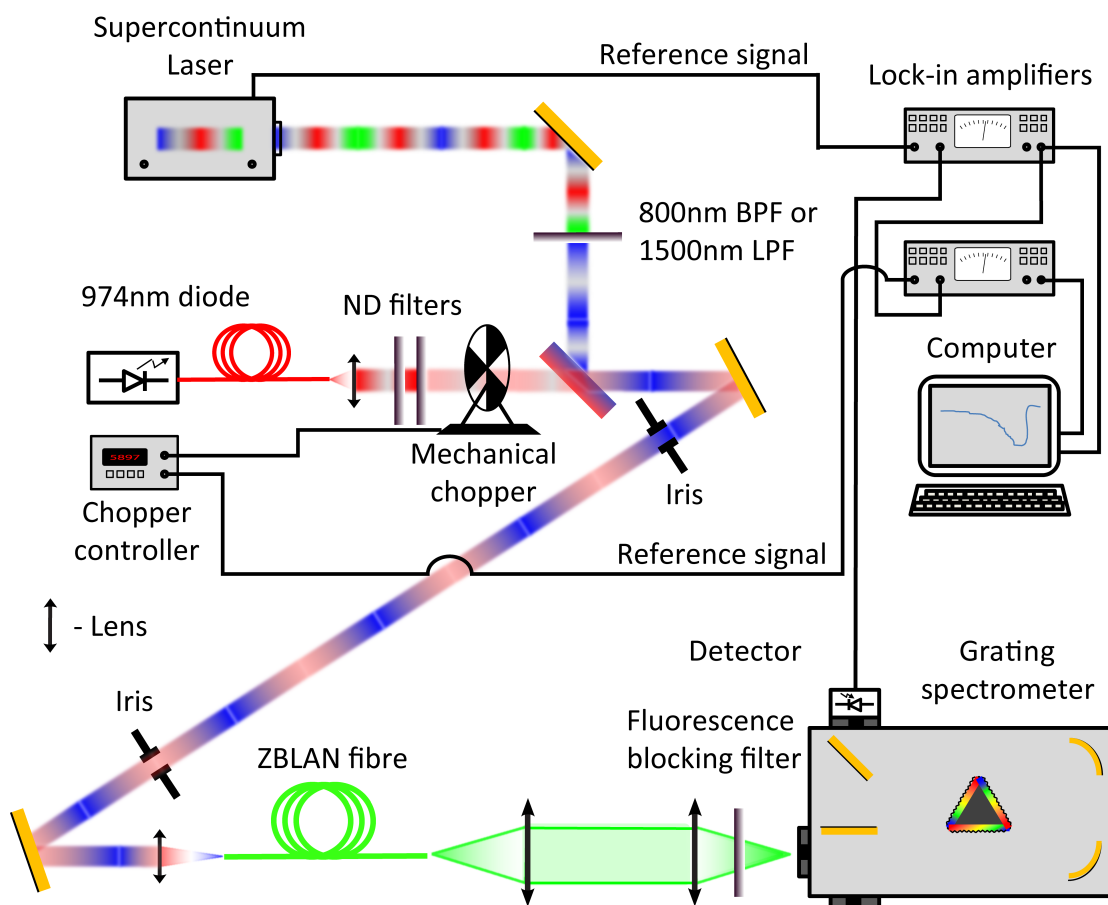 Supercontinuum
Laser
Reference signal
Lock-in amplifiers
800nm BPF or
1500nm LPF
974nm diode
ND filters
Computer
5897
Mechanical
chopper
Iris
Chopper
controller
Reference signal
- Lens
Detector
Grating
spectrometer
Iris
Fluorescence
blocking filter
ZBLAN fibre